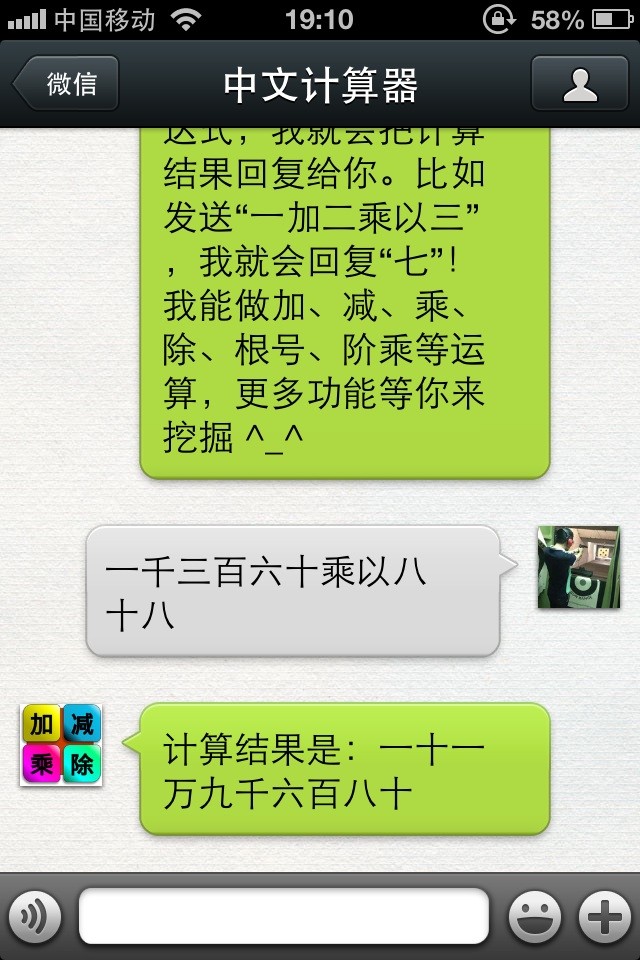 中国移动
19:10
58%
微信
中文计算器
达式，我就会把计算
结果回复给你。比如
发送“一加二乘以三”
，我就会回复“七”！
我能做加、减、乘、
除、根号、阶乘等运
算，更多功能等你来
挖掘 ^_^
一千三百六十乘以八
十八
加 减
乘 除
计算结果是：一十一
万九千六百八十